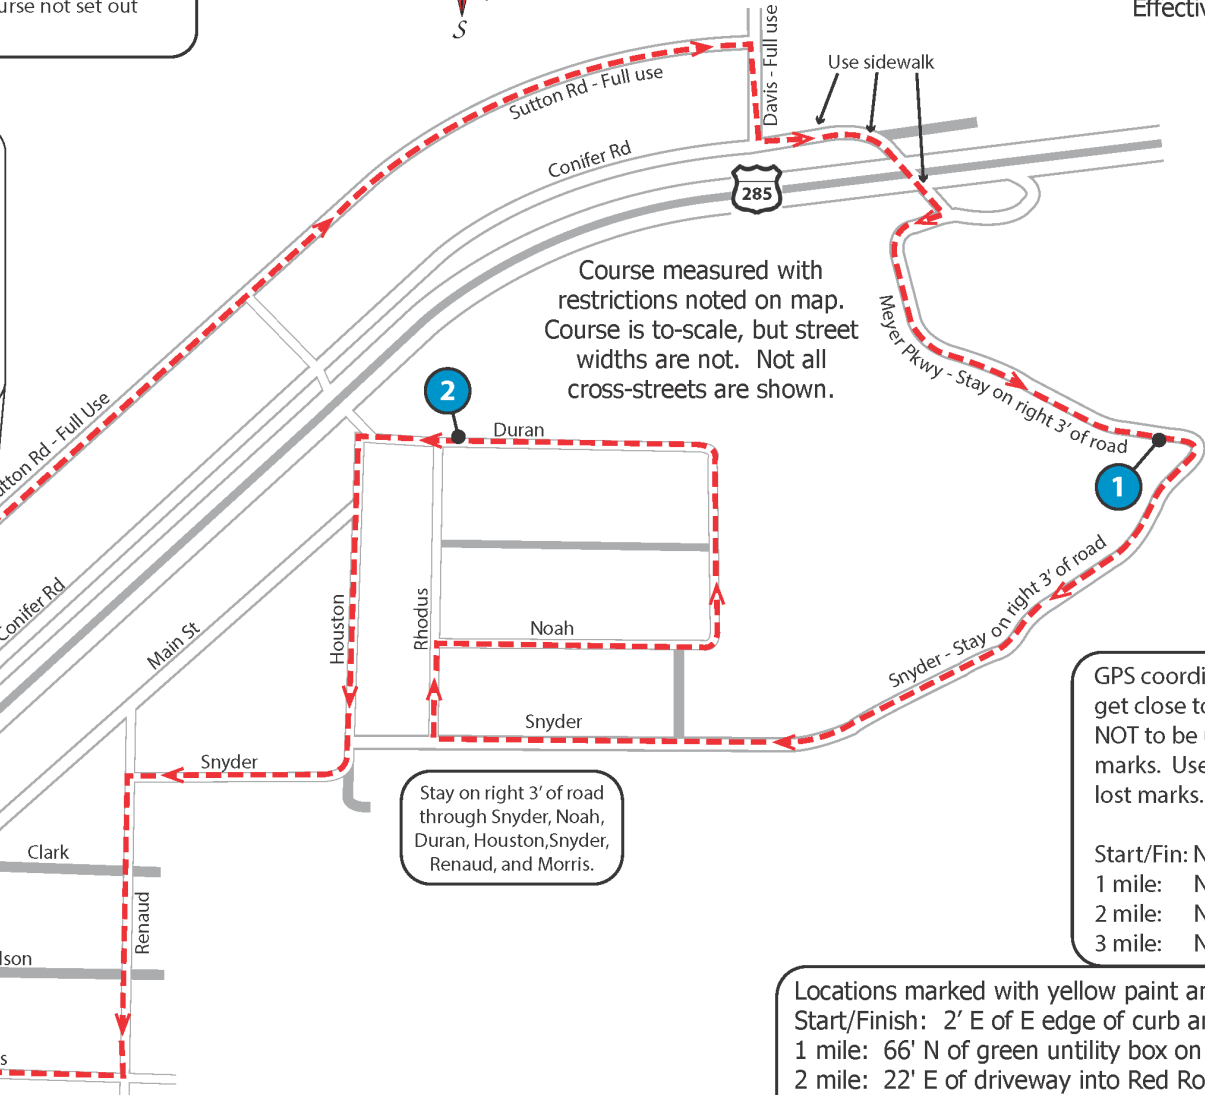 urse not set out
S
Effectiv
Davis - Full use
Use sidewalk
Sutton Rd - Full use
Conifer Rd
285
Course measured with
restrictions noted on map.
Course is to-scale, but street
widths are not.  Not all
cross-streets are shown.
Meyer Pkwy - Stay on right 3' of road
2
Duran
utton Rd - Full Use
1
Conifer Rd
Main St
Houston
Rhodus
Noah
Snyder - Stay on right 3' of road
Snyder
Snyder
Stay on right 3' of road
through Snyder, Noah,
Duran, Houston,Snyder,
Renaud, and Morris.
GPS coordi
get close to
NOT to be
marks.  Use
lost marks.
Start/Fin: N
1 mile: N
2 mile: N
3 mile: N
Clark
Renaud
lson
s
Locations marked with yellow paint an
Start/Finish:  2' E of E edge of curb an
1 mile:  66' N of green untility box on
2 mile:  22' E of driveway into Red Ro